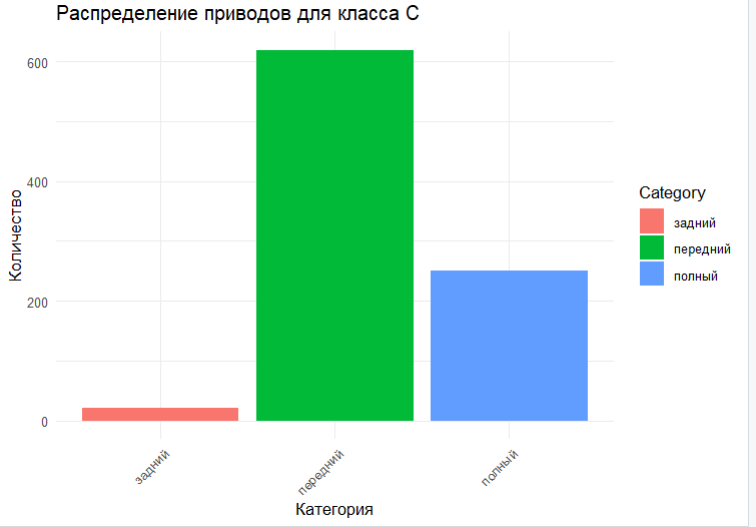 Распределение приводов для класса C
Количество
600
400
200
0
задний
передний
полный
Категория
Category
задний
передний
полный